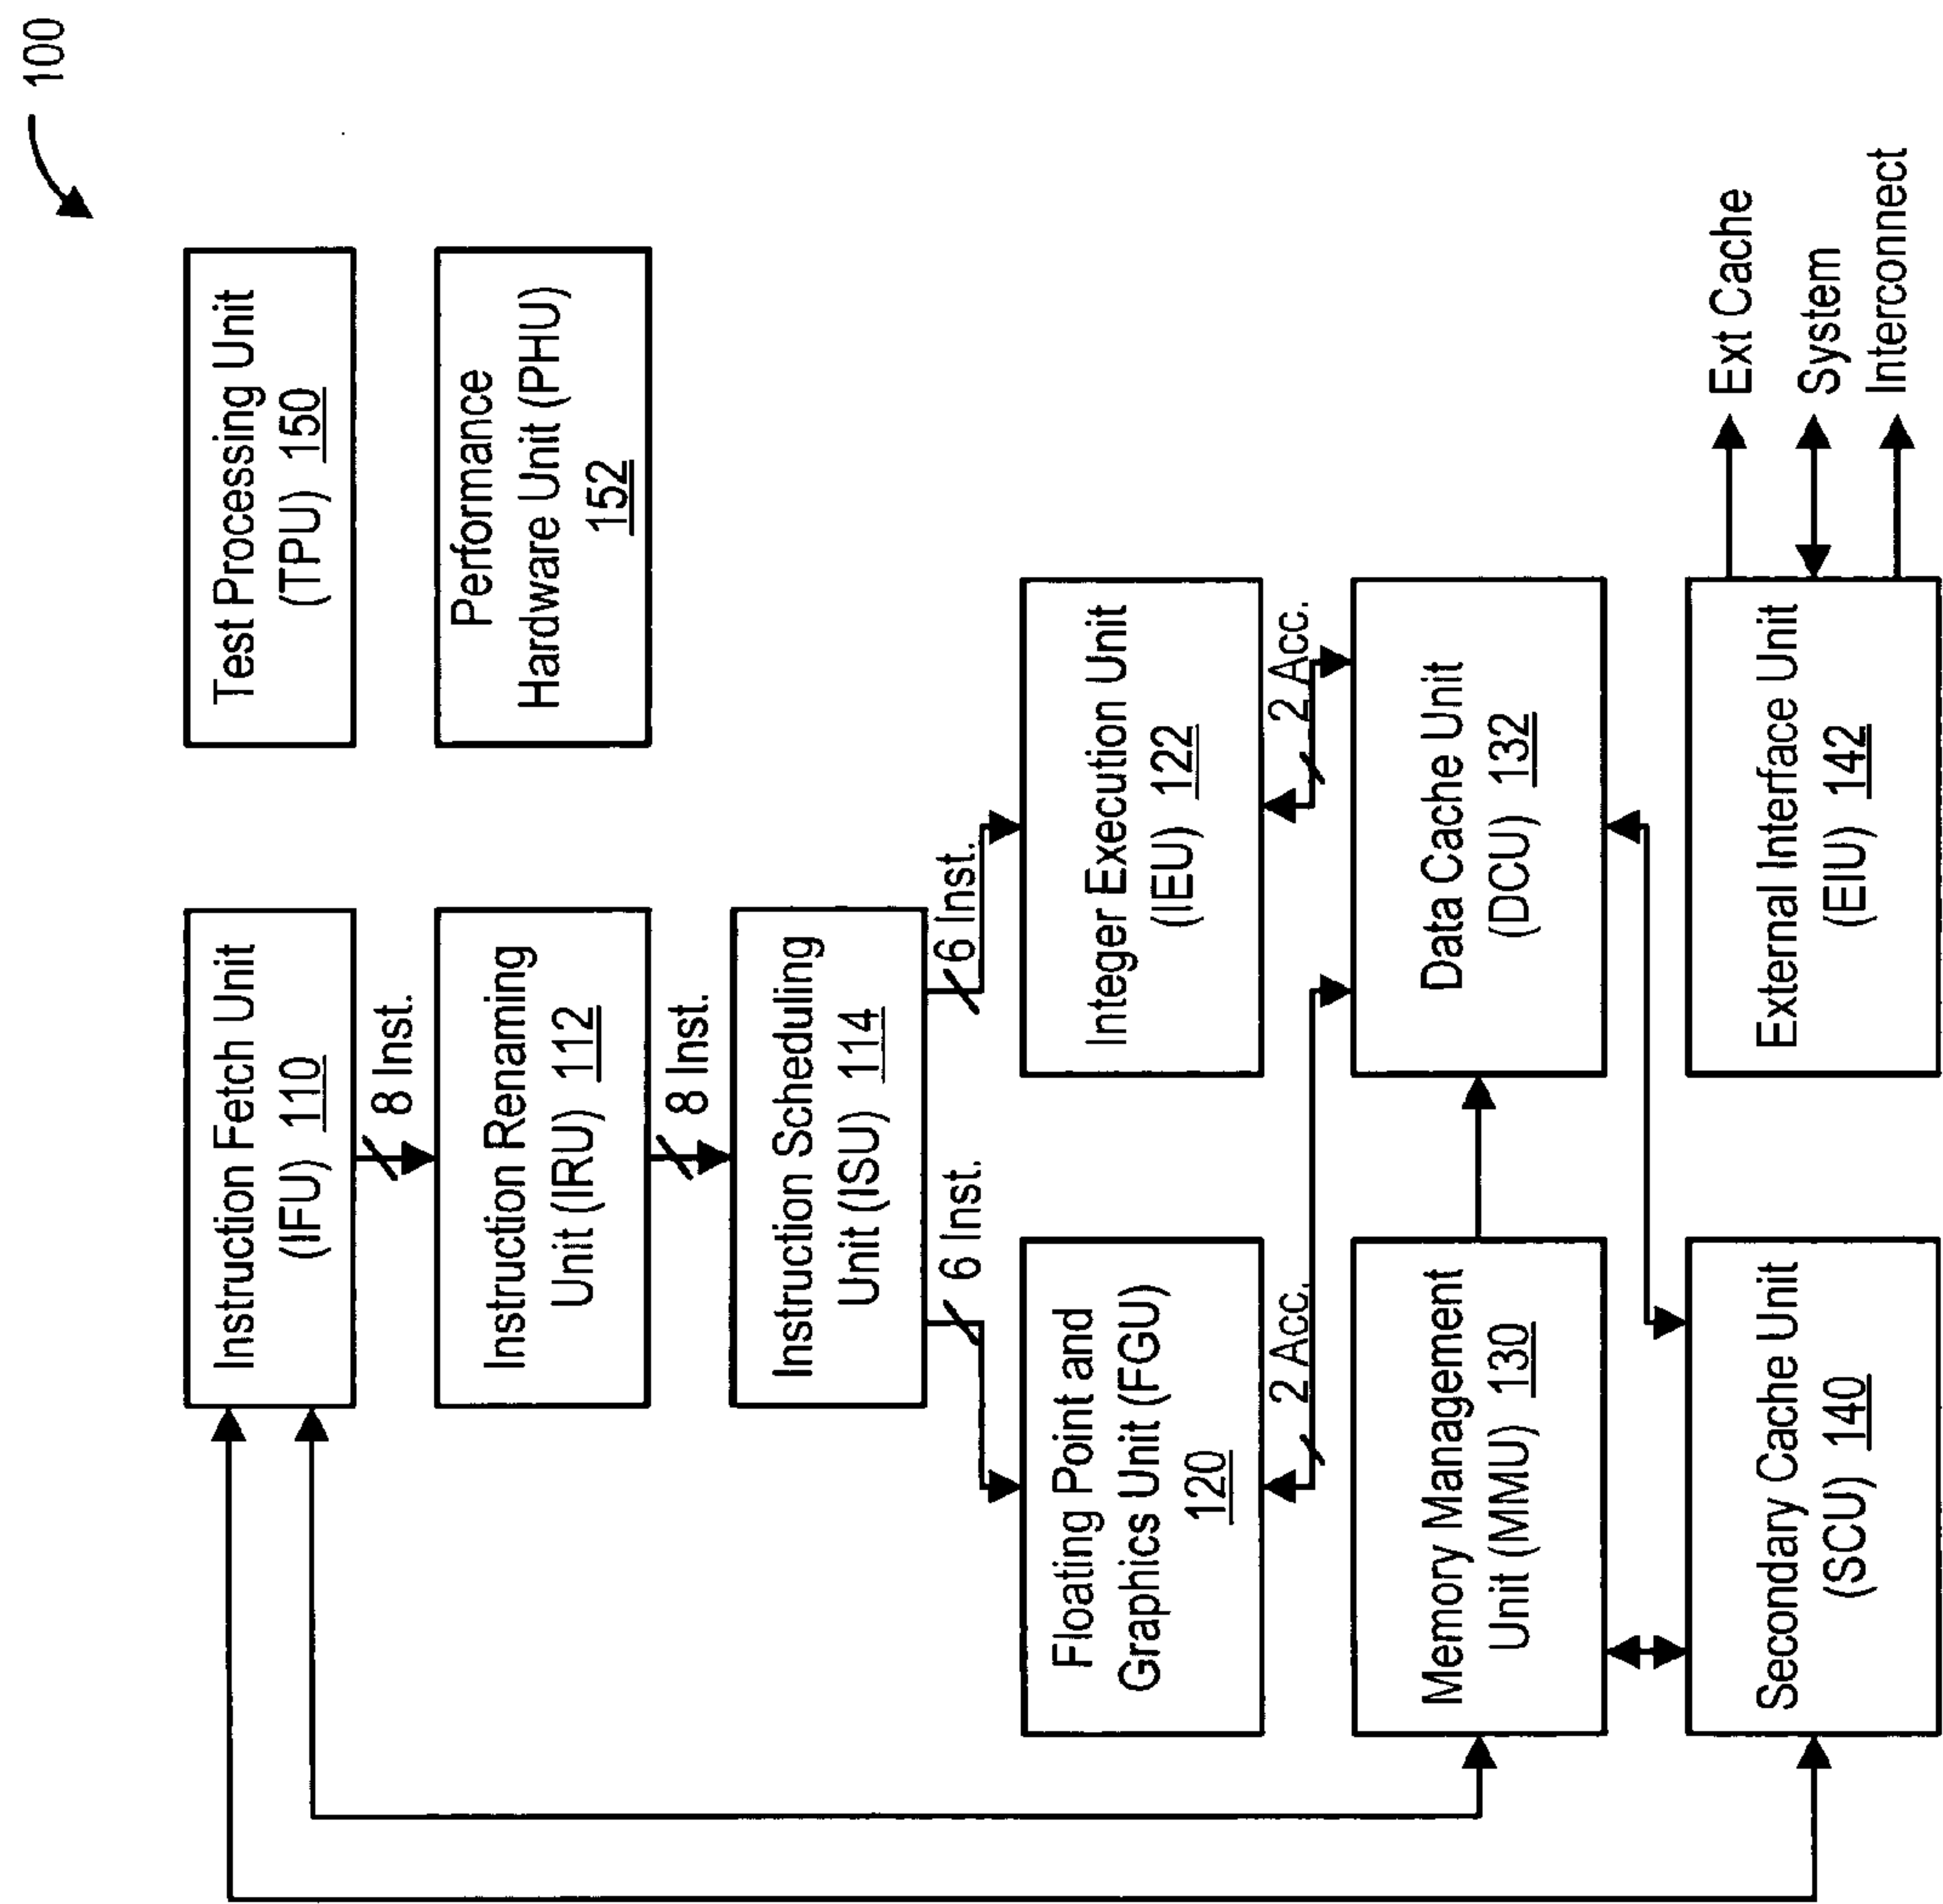 100
Instruction Fetch Unit
(IFU) 110
Test Processing Unit
(TPU) 150
8 Inst.
Instruction Renaming
Unit (IRU) 112
Performance
Hardware Unit (PHU)
152
8 Inst.
Instruction Scheduling
Unit (ISU) 114
6 Inst.
6 Inst.
Floating Point and
Graphics Unit (FGU)
120
Integer Execution Unit
(IEU) 122
2 Acc.
2 Acc.
Memory Management
Unit (MMU) 130
Data Cache Unit
(DCU) 132
Secondary Cache Unit
(SCU) 140
External Interface Unit
(EIU) 142
Ext Cache
System
Interconnect